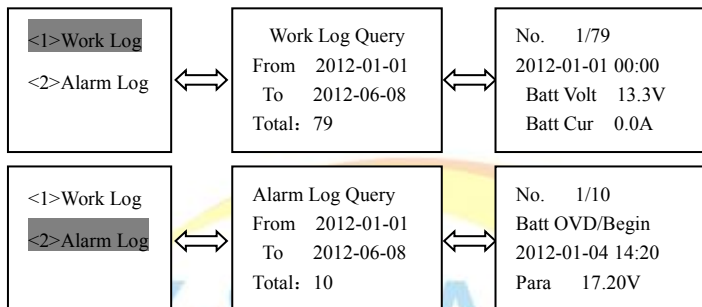 <1>Work Log
<2>Alarm Log
Work Log Query
From 2012-01-01
To 2012-06-08
Total：79
No. 1/79
2012-01-01 00:00
Batt Volt 13.3V
Batt Cur 0.0A
<1>Work Log
<2>Alarm Log
Alarm Log Query
From 2012-01-01
To 2012-06-08
Total：10
No. 1/10
Batt OVD/Begin
2012-01-04 14:20
Para 17.20V